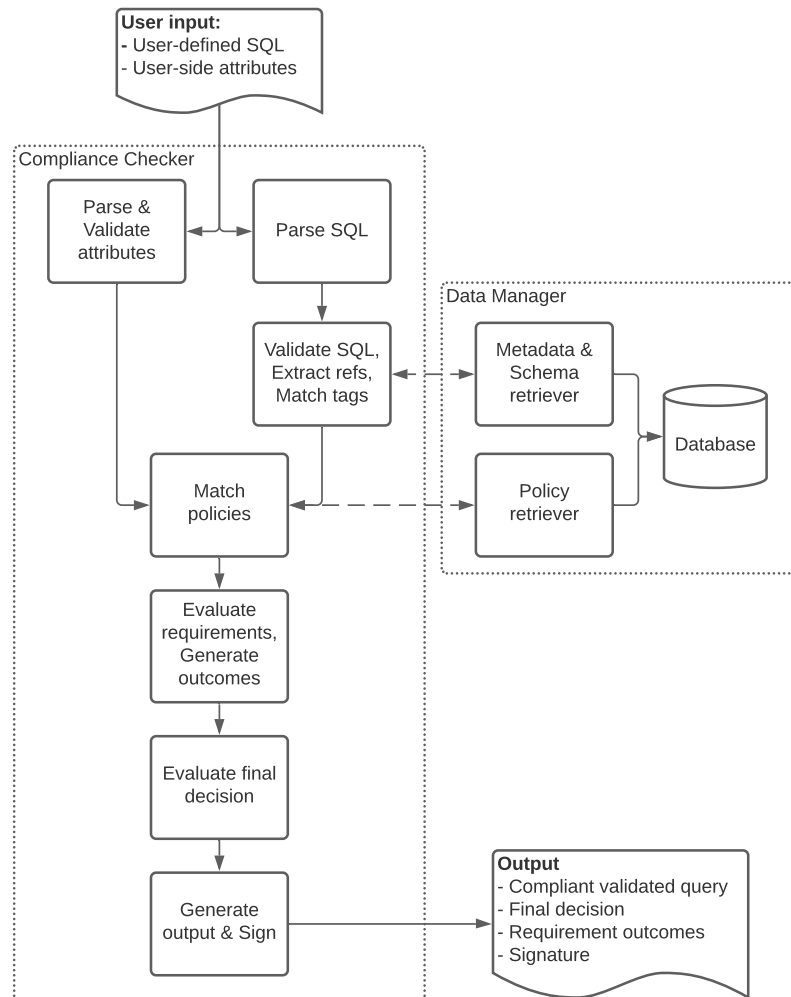 User input:
- User-defined SQL
- User-side attributes
Compliance Checker
Parse &
Validate
attributes
Parse SQL
Data Manager
Validate SQL,
Extract refs,
Match tags
Metadata &
Schema
retriever
Database
Match
policies
Policy
retriever
Evaluate
requirements,
Generate
outcomes
Evaluate final
decision
Generate
output & Sign
Output
- Compliant validated query
- Final decision
- Requirement outcomes
- Signature